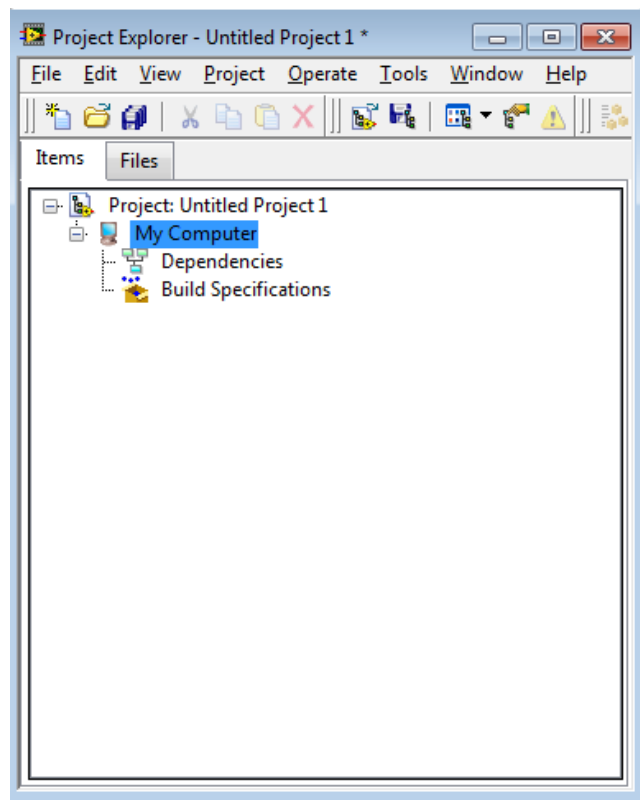 Project Explorer - Untitled Project 1 *
File Edit View Project Operate Tools Window Help
Items Files
Project: Untitled Project 1
My Computer
Dependencies
Build Specifications